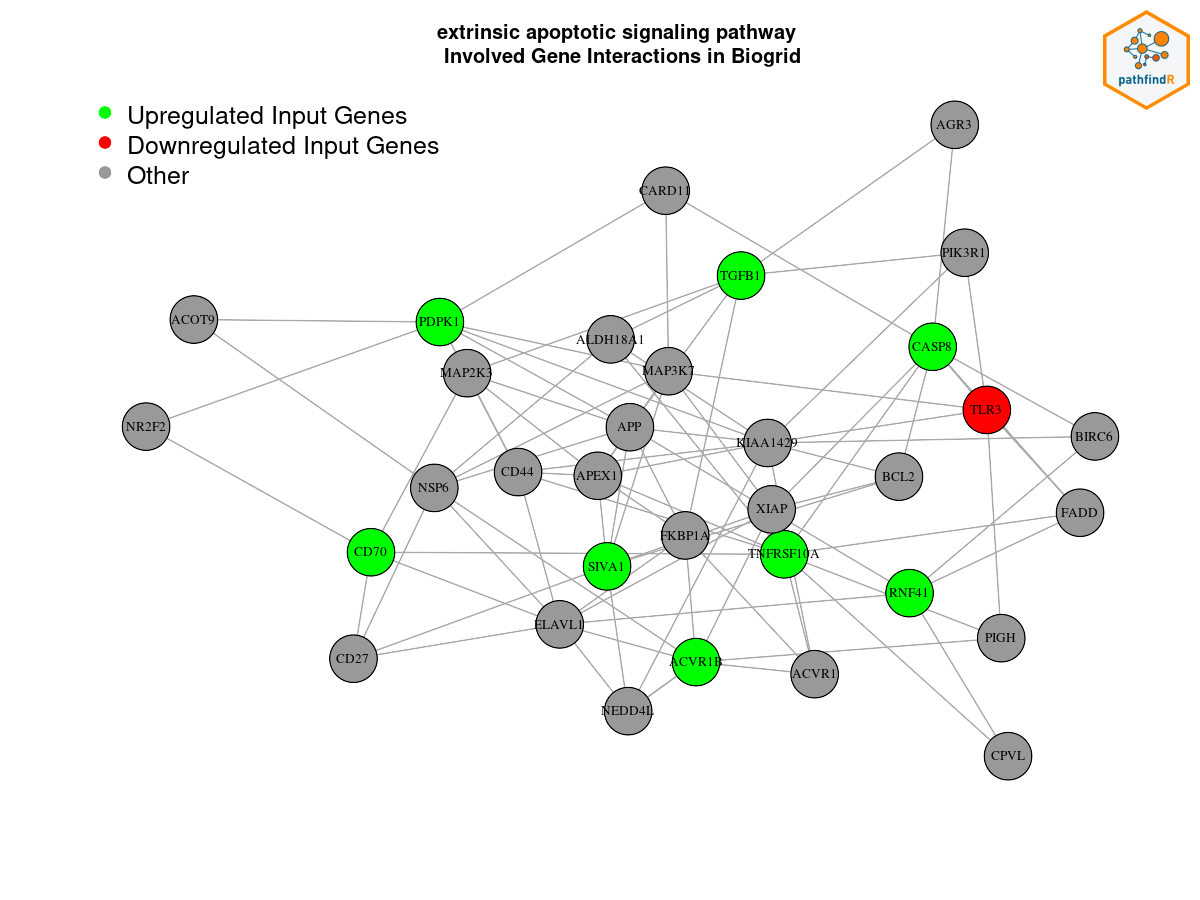 extrinsic apoptotic signaling pathway
Involved Gene Interactions in Biogrid
pathfindR
Upregulated Input Genes
Downregulated Input Genes
Other
AGR3
CARD11
PIK3R1
TGFB1
ACOT9
PDPK1
ALDH18A1
CASP8
MAP2K3
MAP3K7
TLR3
NR2F2
APP
KIAA1429
BIRC6
CD44
APEX1
BCL2
NSP6
XIAP
FADD
FKBP1A
CD70
TNFRSF10A
SIVA1
RNF41
ELAVL1
PIGH
CD27
ACVR1B
ACVR1
NEDD4L
CPVL